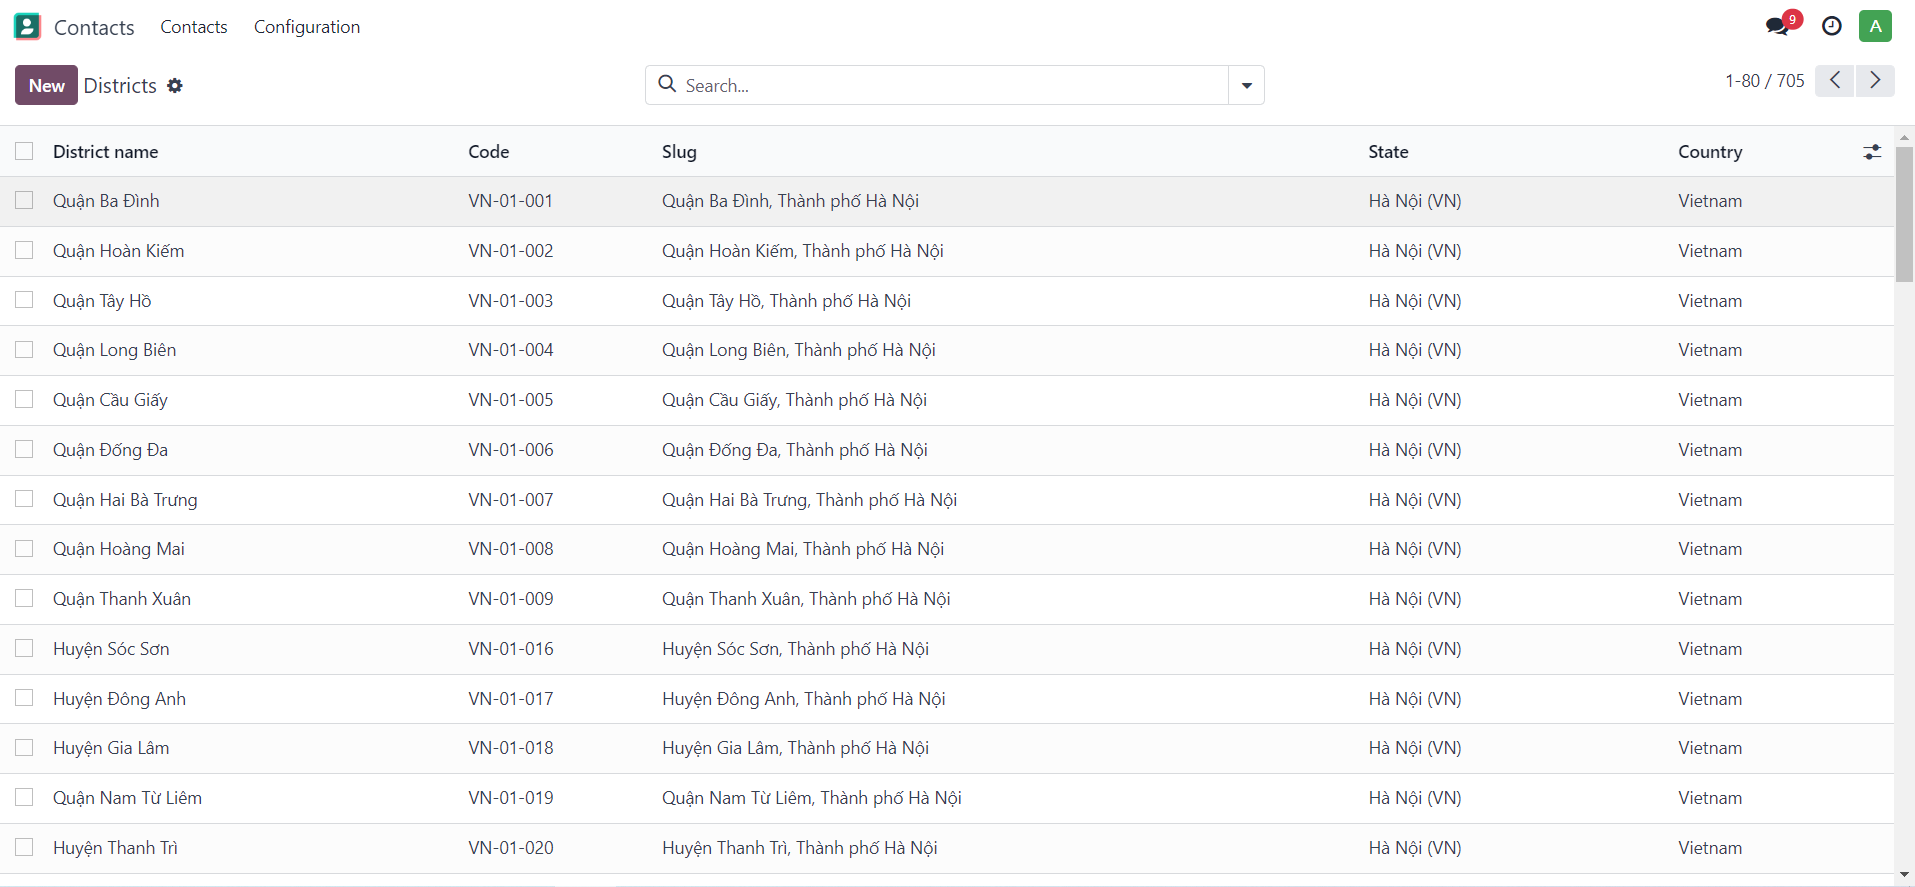 Contacts Contacts Configuration 9 A
New Districts Search... 1-80 / 705
District name Code Slug State Country
Quận Ba Đình VN-01-001 Quận Ba Đình, Thành phố Hà Nội Hà Nội (VN) Vietnam
Quận Hoàn Kiếm VN-01-002 Quận Hoàn Kiếm, Thành phố Hà Nội Hà Nội (VN) Vietnam
Quận Tây Hồ VN-01-003 Quận Tây Hồ, Thành phố Hà Nội Hà Nội (VN) Vietnam
Quận Long Biên VN-01-004 Quận Long Biên, Thành phố Hà Nội Hà Nội (VN) Vietnam
Quận Cầu Giấy VN-01-005 Quận Cầu Giấy, Thành phố Hà Nội Hà Nội (VN) Vietnam
Quận Đống Đa VN-01-006 Quận Đống Đa, Thành phố Hà Nội Hà Nội (VN) Vietnam
Quận Hai Bà Trưng VN-01-007 Quận Hai Bà Trưng, Thành phố Hà Nội Hà Nội (VN) Vietnam
Quận Hoàng Mai VN-01-008 Quận Hoàng Mai, Thành phố Hà Nội Hà Nội (VN) Vietnam
Quận Thanh Xuân VN-01-009 Quận Thanh Xuân, Thành phố Hà Nội Hà Nội (VN) Vietnam
Huyện Sóc Sơn VN-01-016 Huyện Sóc Sơn, Thành phố Hà Nội Hà Nội (VN) Vietnam
Huyện Đông Anh VN-01-017 Huyện Đông Anh, Thành phố Hà Nội Hà Nội (VN) Vietnam
Huyện Gia Lâm VN-01-018 Huyện Gia Lâm, Thành phố Hà Nội Hà Nội (VN) Vietnam
Quận Nam Từ Liêm VN-01-019 Quận Nam Từ Liêm, Thành phố Hà Nội Hà Nội (VN) Vietnam
Huyện Thanh Trì VN-01-020 Huyện Thanh Trì, Thành phố Hà Nội Hà Nội (VN) Vietnam